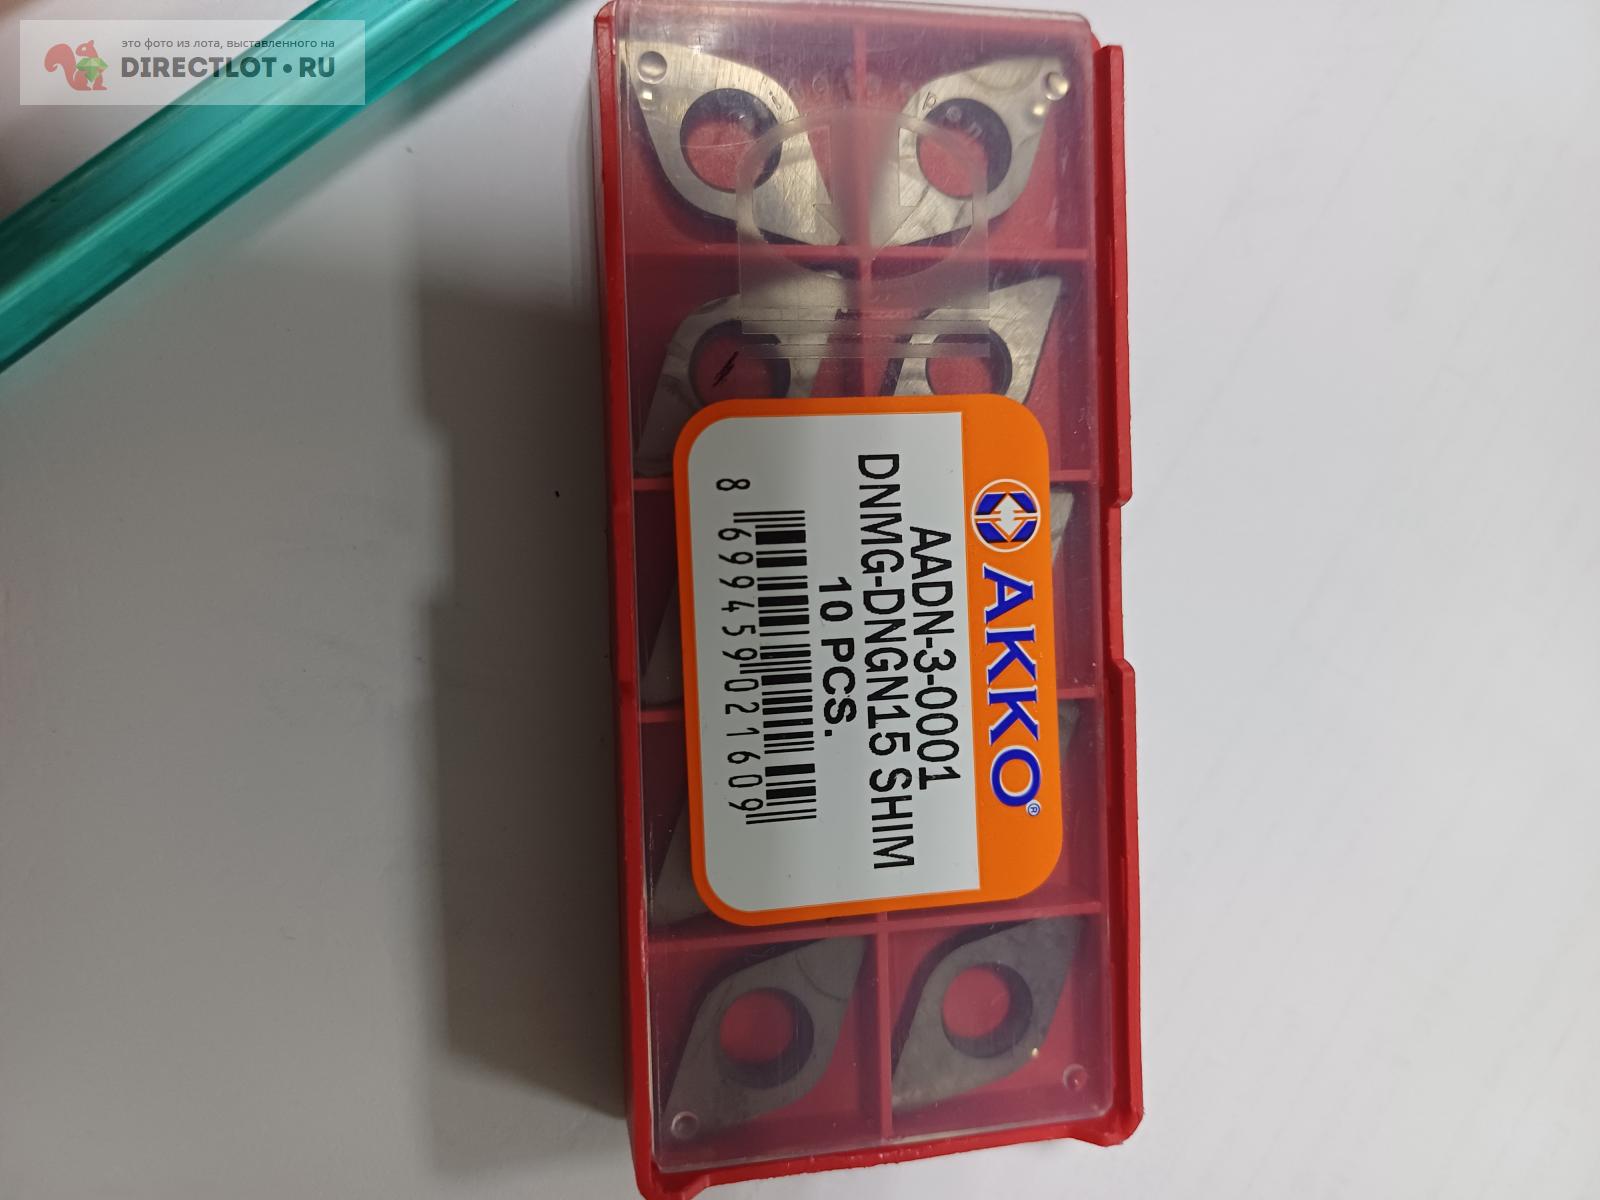 это фото из лота, выставленного на
DIRECTLOT•RU
AKKO®
AADN-3-0001
DNMG-DNGN15 SHIM
10 PCS.
8 699459 021609